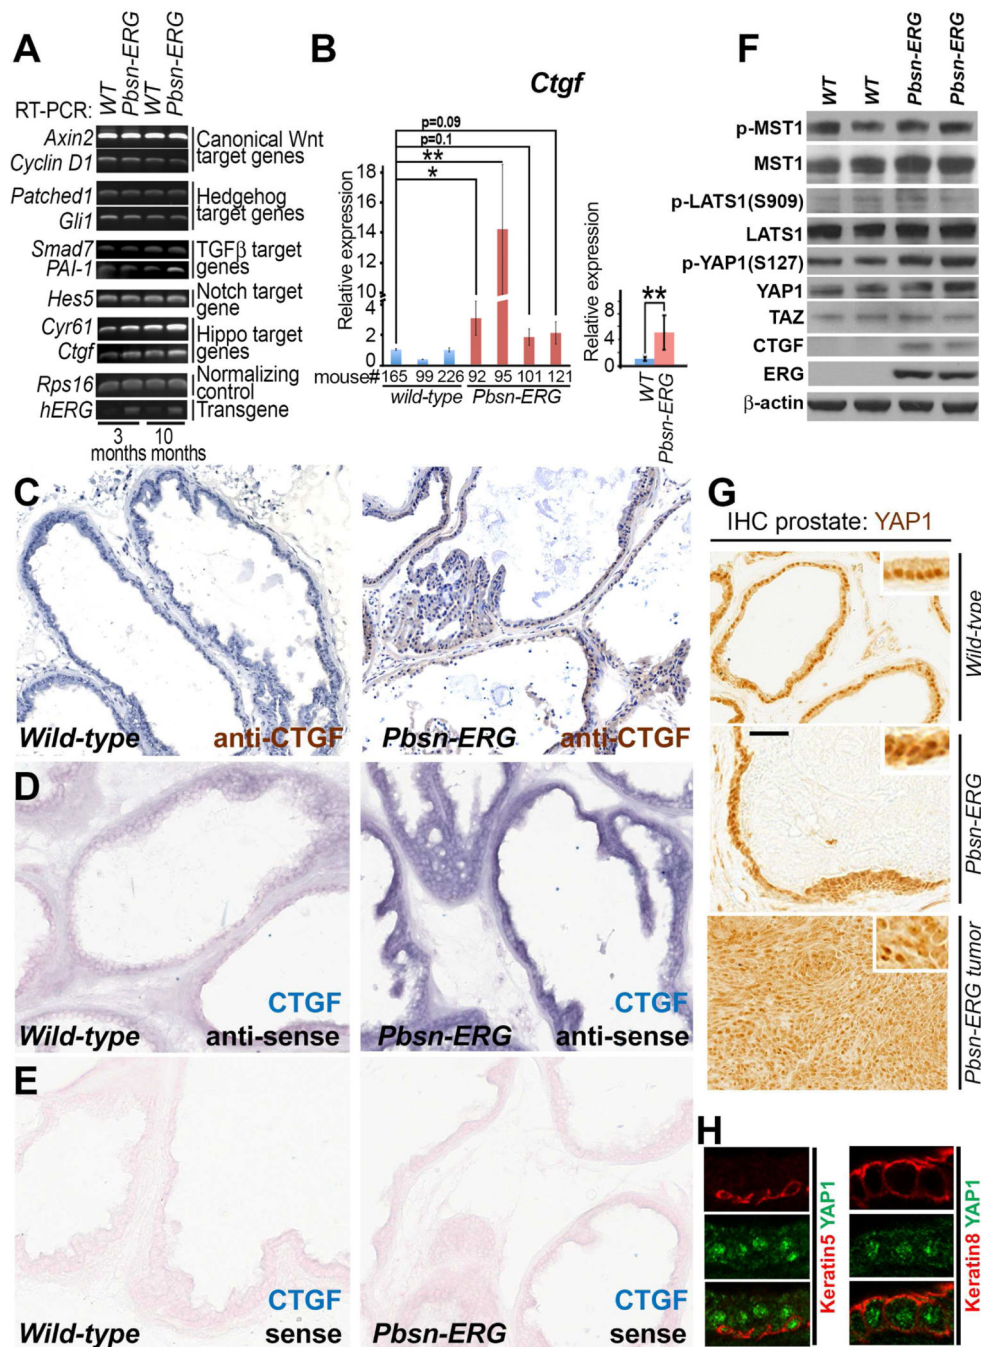 A
WT
Pbsn-ERG
WT
Pbsn-ERG
RT-PCR:
Axin2
Cyclin D1
Canonical Wnt
target genes
Patched1
Gli1
Hedgehog
target genes
Smad7
PAI-1
TGFβ target
genes
Hes5
Notch target
gene
Cyr61
Ctgf
Hippo target
genes
Rps16
Normalizing
control
hERG
Transgene
3
months
10
months
B
Ctgf
p=0.09
p=0.1
**
*
Relative expression
18
16
14
12
10
4
2
0
mouse#
165 99 226 92 95 101 121
wild-type
Pbsn-ERG
Relative expression
8
4
0
**
WT
Pbsn-ERG
F
WT
WT
Pbsn-ERG
Pbsn-ERG
p-MST1
MST1
p-LATS1(S909)
LATS1
p-YAP1(S127)
YAP1
TAZ
CTGF
ERG
β-actin
C
Wild-type
anti-CTGF
Pbsn-ERG
anti-CTGF
D
CTGF
Wild-type
anti-sense
CTGF
Pbsn-ERG
anti-sense
E
CTGF
Wild-type
sense
CTGF
Pbsn-ERG
sense
G
IHC prostate: YAP1
Wild-type
Pbsn-ERG
Pbsn-ERG tumor
H
Keratin5 YAP1
Keratin8 YAP1